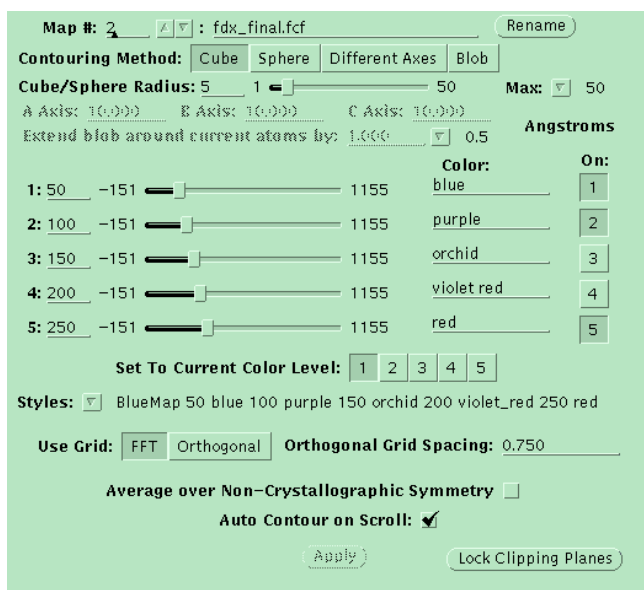 Map #: 2 : fdx_final.fcf Rename
Contouring Method: Cube Sphere Different Axes Blob
Cube/Sphere Radius: 5 1 50 Max: 50
A Axis: 10.000 B Axis: 10.000 C Axis: 10.000
Extend blob around current atoms by: 1.000 0.5 Angstroms
Color: On:
1: 50 -151 1155 blue 1
2: 100 -151 1155 purple 2
3: 150 -151 1155 orchid 3
4: 200 -151 1155 violet red 4
5: 250 -151 1155 red 5
Set To Current Color Level: 1 2 3 4 5
Styles: BlueMap 50 blue 100 purple 150 orchid 200 violet_red 250 red
Use Grid: FFT Orthogonal Orthogonal Grid Spacing: 0.750
Average over Non-Crystallographic Symmetry
Auto Contour on Scroll:
Apply Lock Clipping Planes